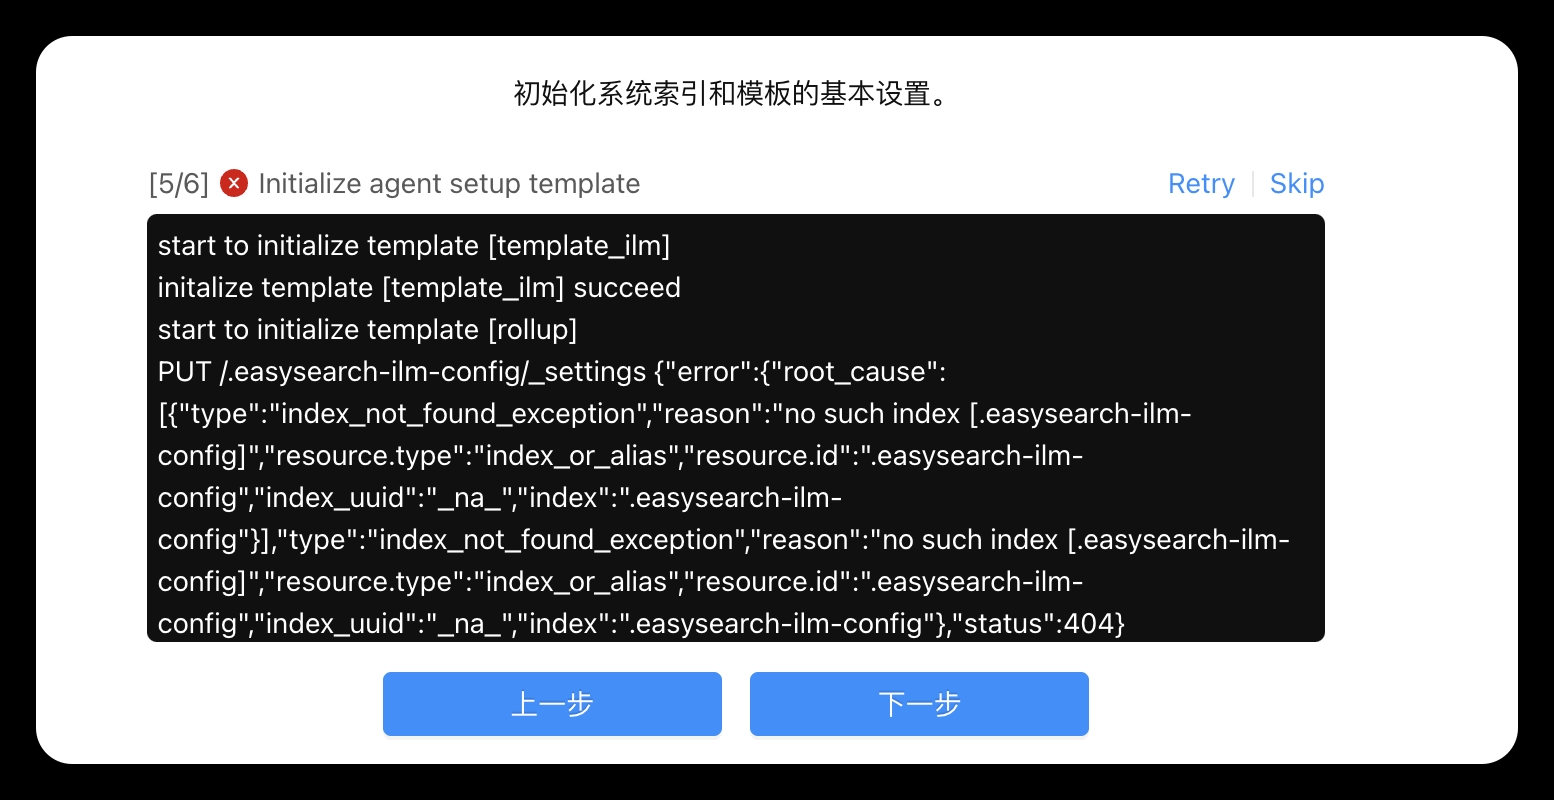 初始化系统索引和模板的基本设置。
[5/6] Initialize agent setup template Retry Skip
start to initialize template [template_ilm]
initalize template [template_ilm] succeed
start to initialize template [rollup]
PUT /.easysearch-ilm-config/_settings {"error":{"root_cause":
[{"type":"index_not_found_exception","reason":"no such index [.easysearch-ilm-
config]","resource.type":"index_or_alias","resource.id":".easysearch-ilm-
config","index_uuid":"_na_","index":".easysearch-ilm-
config"}],"type":"index_not_found_exception","reason":"no such index [.easysearch-ilm-
config]","resource.type":"index_or_alias","resource.id":".easysearch-ilm-
config","index_uuid":"_na_","index":".easysearch-ilm-config"},"status":404}
上一步 下一步